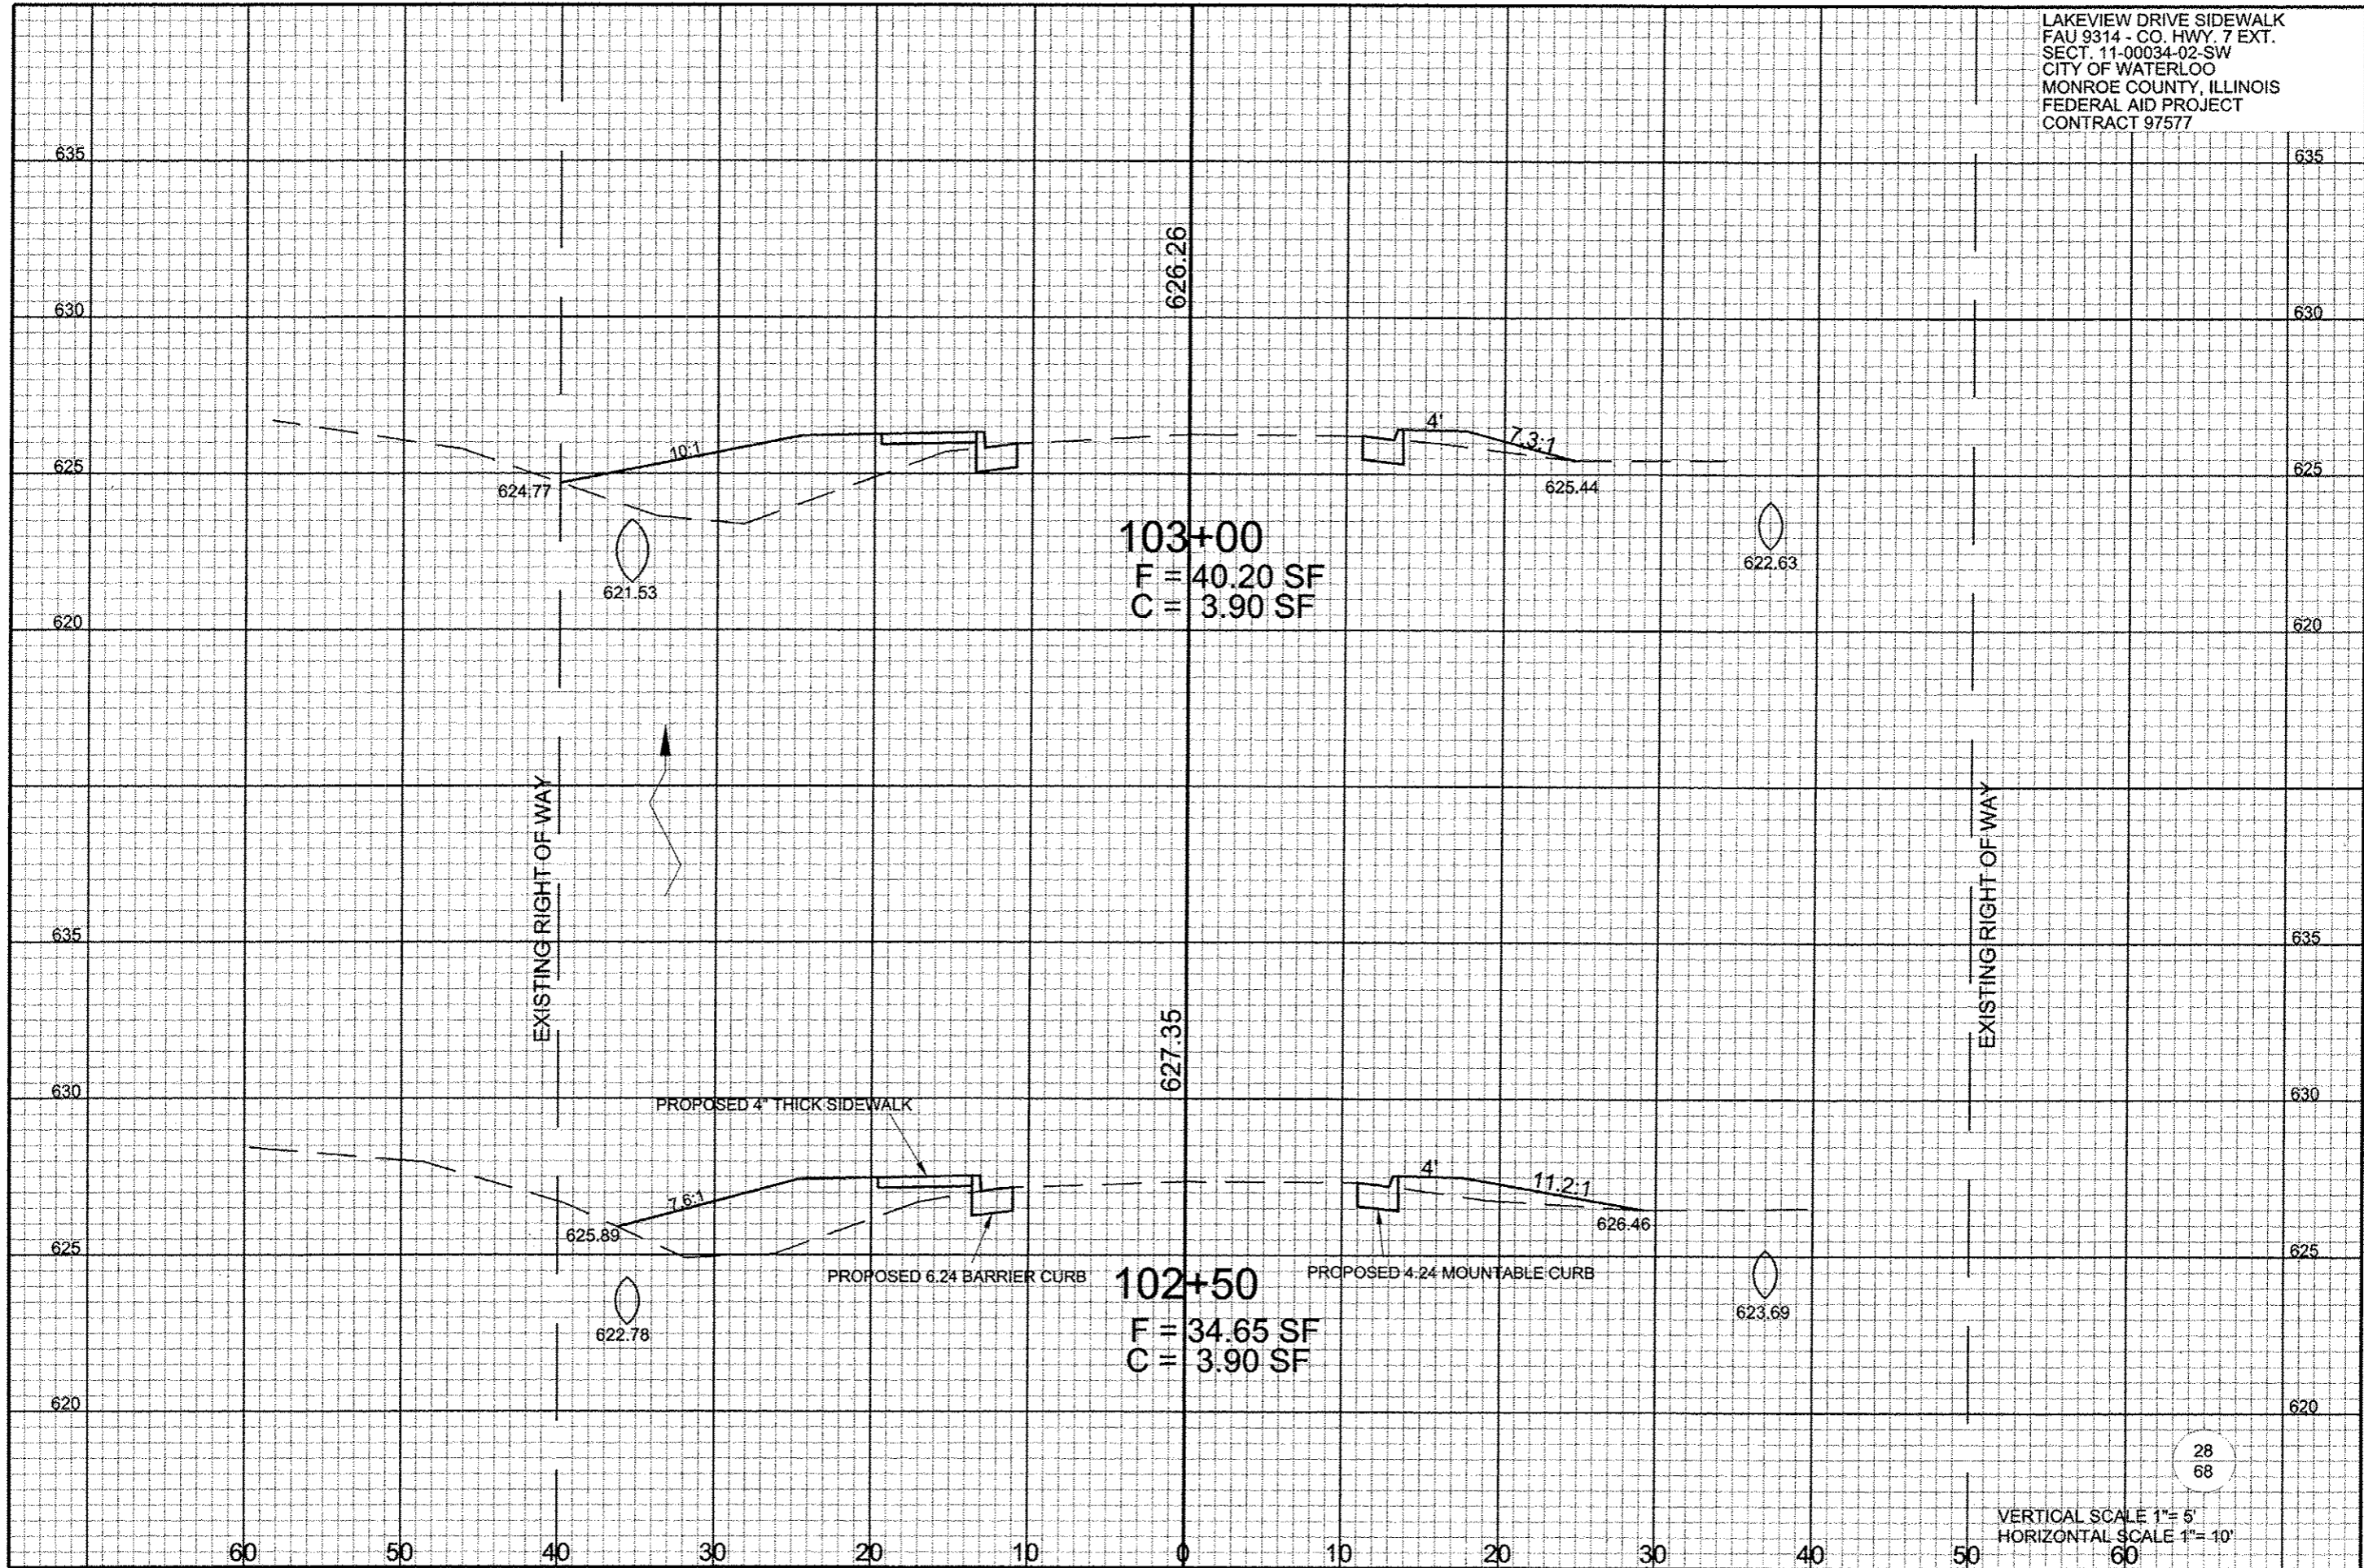 LAKEVIEW DRIVE SIDEWALK
FAU 9314 - CO. HWY. 7 EXT.
SECT. 11-00034-02-SW
CITY OF WATERLOO
MONROE COUNTY, ILLINOIS
FEDERAL AID PROJECT
CONTRACT 97577
635
635
626.26
630
630
4'
7.3:1
10:1
625
625
624.77
625.44
103+00
622.63
F = 40.20 SF
621.53
C = 3.90 SF
620
620
EXISTING RIGHT OF WAY
EXISTING RIGHT OF WAY
635
635
627.35
630
630
PROPOSED 4" THICK SIDEWALK
4'
11.2:1
7.6:1
625.89
626.46
625
625
PROPOSED 6.24 BARRIER CURB
102+50
PROPOSED 4.24 MOUNTABLE CURB
623.69
622.78
F = 34.65 SF
C = 3.90 SF
620
620
28
68
VERTICAL SCALE 1"= 5'
HORIZONTAL SCALE 1"= 10'
60 50 40 30 20 10 0 10 20 30 40 50 60